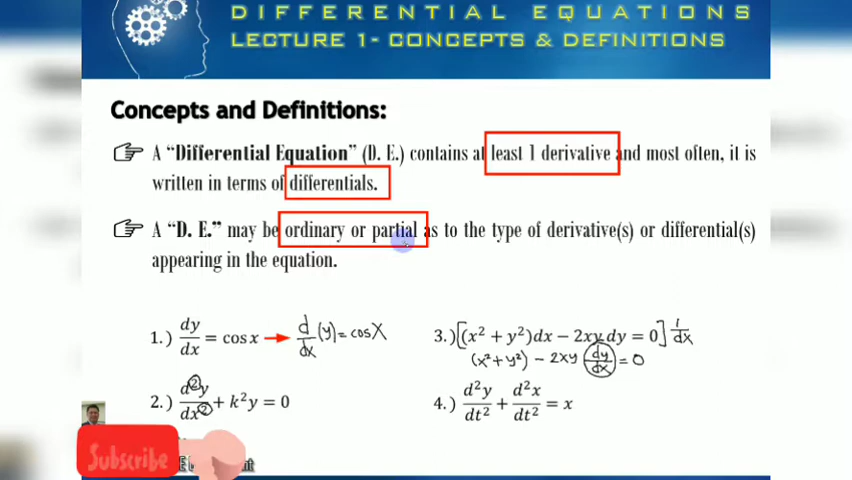 DIFFERENTIAL EQUATIONS
LECTURE 1- CONCEPTS & DEFINITIONS
Concepts and Definitions:
A “Differential Equation” (D. E.) contains at least 1 derivative and most often, it is
written in terms of differentials.
A “D. E.” may be ordinary or partial as to the type of derivative(s) or differential(s)
appearing in the equation.
1.) dy/dx = cos x → d/dx (y) = cos X
2.) d²y/dx² + k²y = 0
3.) [(x² + y²)dx − 2xy dy = 0] 1/dx
(x² + y²) − 2xy dy/dx = 0
4.) d²y/dt² + d²x/dt² = x
Subscribe